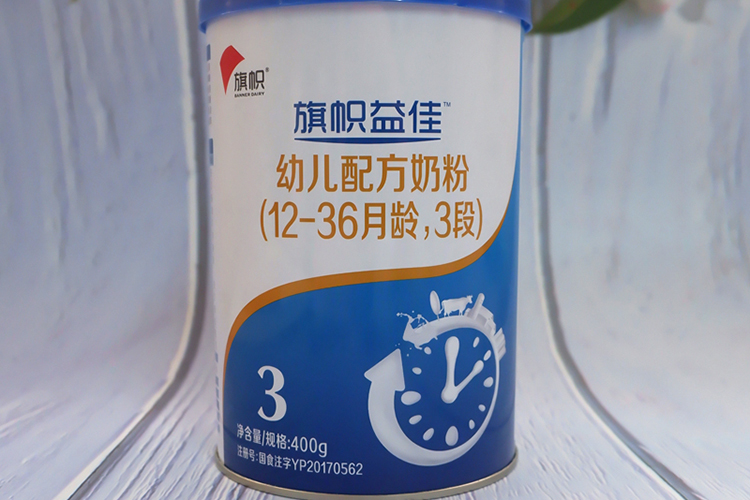 旗帜®
BANNER DAIRY
旗帜益佳™
幼儿配方奶粉
(12-36月龄,3段)
3
净含量/规格:400g
注册号:国食注字YP20170562